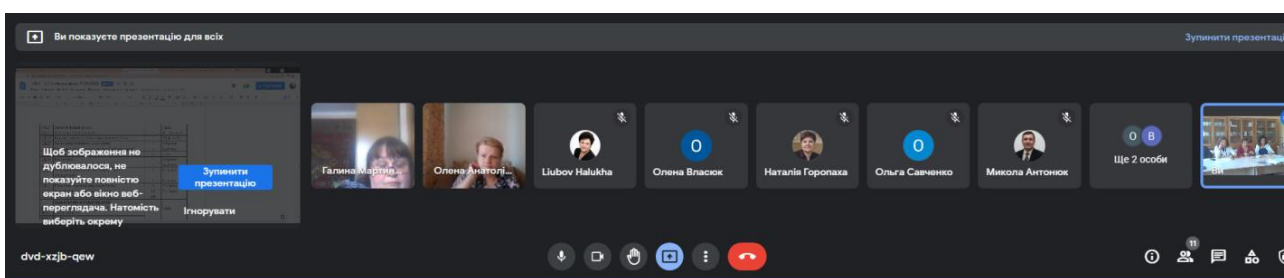 Ви показуєте презентацію для всіх
Зупинити презентаці
Щоб зображення не
дублювалося, не
показуйте повністю
екран або вікно веб-
переглядача. Натомість
виберіть окрему
Зупинити
презентацію
Ігнорувати
Галина Мартин...
Олена Анатолі...
Liubov Halukha
О
Олена Власюк
Наталія Горопаха
О
Ольга Савченко
Микола Антонюк
О В
Ще 2 особи
Ви
dvd-xzjb-qew
11